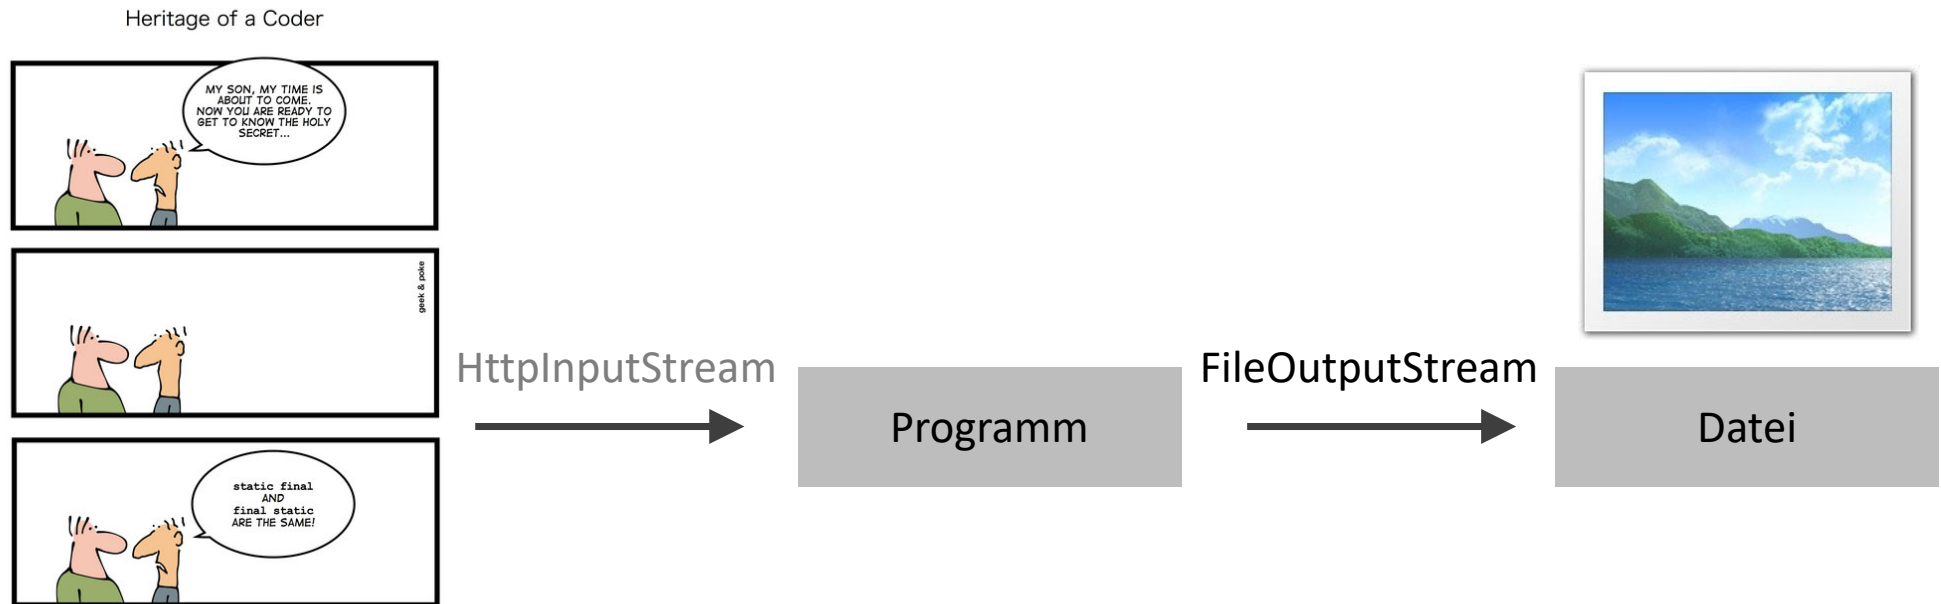 Heritage of a Coder
MY SON, MY TIME IS
ABOUT TO COME.
NOW YOU ARE READY TO
GET TO KNOW THE HOLY
SECRET...
geek & poke
static final
AND
final static
ARE THE SAME!
HttpInputStream
Programm
FileOutputStream
Datei